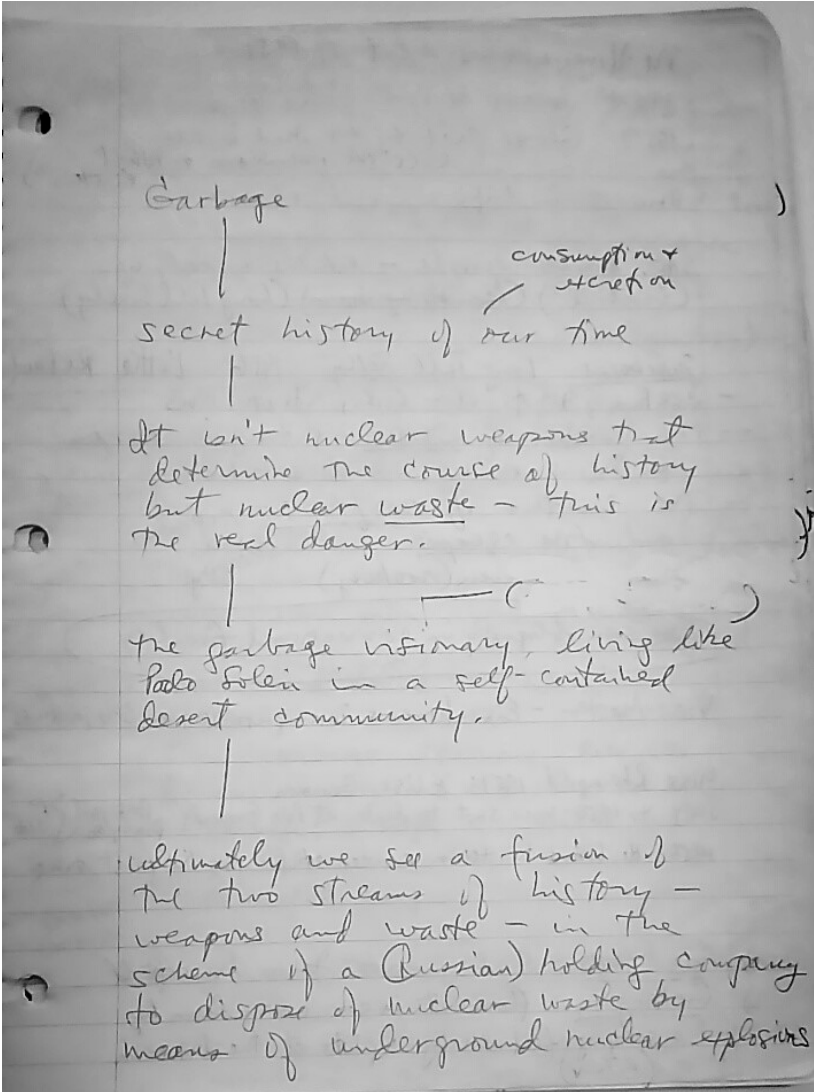 Garbage
consumption +
excretion
secret history of our time
It isn't nuclear weapons that
determine the course of history
but nuclear waste – this is
the real danger.
the garbage visionary, living like
Paolo Soleri in a self-contained
desert community.
ultimately we see a fusion of
the two streams of history –
weapons and waste – in the
scheme of a (Russian) holding company
to dispose of nuclear waste by
means of underground nuclear explosions